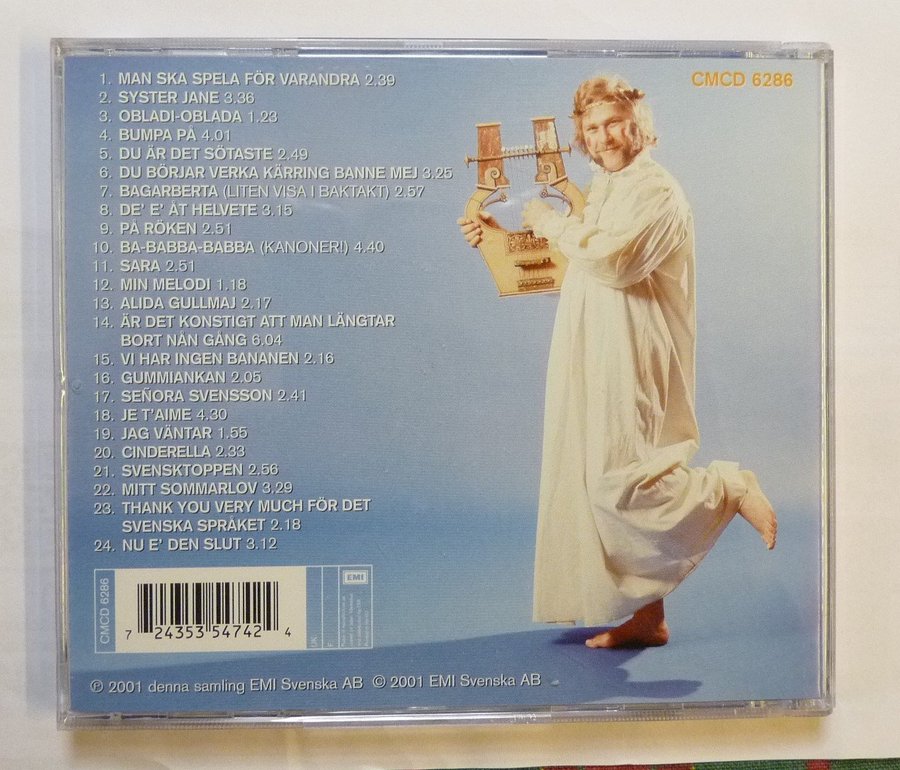 1. MAN SKA SPELA FÖR VARANDRA 2.39
2. SYSTER JANE 3.36
3. OBLADI-OBLADA 1.23
4. BUMPA PÅ 4.01
5. DU ÄR DET SÖTASTE 2.49
6. DU BÖRJAR VERKA KÄRRING BANNE MEJ 3.25
7. BAGARBERTA (LITEN VISA I BAKTAKT) 2.57
8. DE' E' ÅT HELVETE 3.15
9. PÅ RÖKEN 2.51
10. BA-BABBA-BABBA (KANONER!) 4.40
11. SARA 2.51
12. MIN MELODI 1.18
13. ALIDA GULLMAJ 2.17
14. ÄR DET KONSTIGT ATT MAN LÄNGTAR
BORT NÅN GÅNG 6.04
15. VI HAR INGEN BANANEN 2.16
16. GUMMIANKAN 2.05
17. SEÑORA SVENSSON 2.41
18. JE T'AIME 4.30
19. JAG VÄNTAR 1.55
20. CINDERELLA 2.33
21. SVENSKTOPPEN 2.56
22. MITT SOMMARLOV 3.29
23. THANK YOU VERY MUCH FÖR DET
SVENSKA SPRÅKET 2.18
24. NU E' DEN SLUT 3.12
CMCD 6286
CMCD 6286
7 24353 54742 4
UK
F
EMI
℗ 2001 denna samling EMI Svenska AB © 2001 EMI Svenska AB